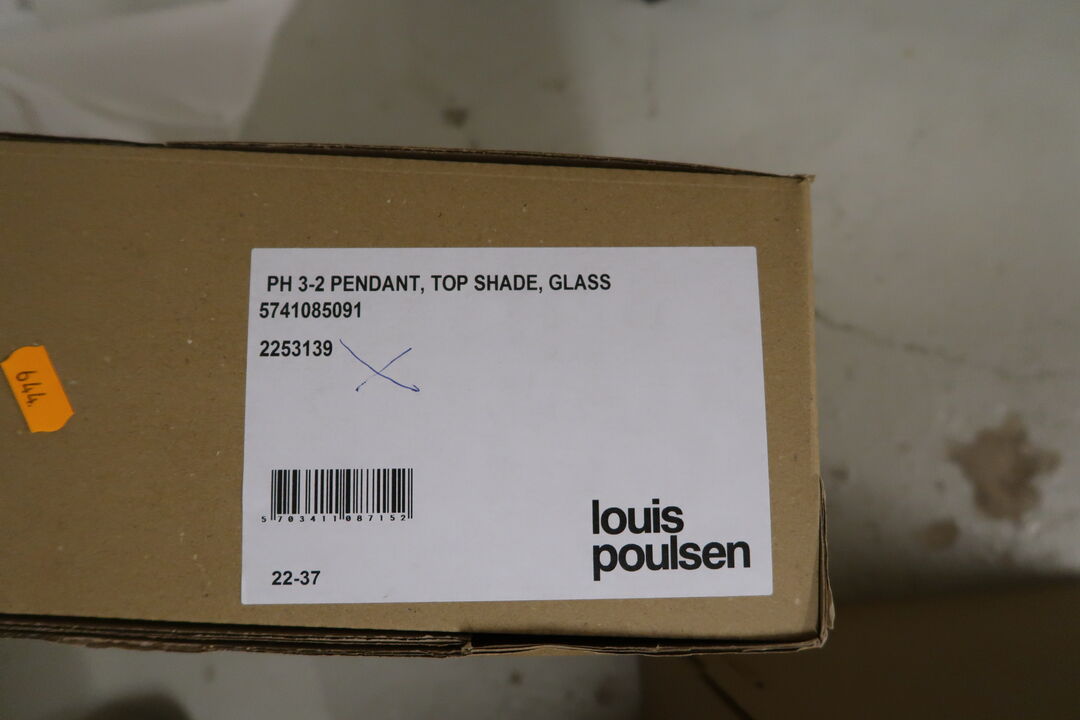 PH 3-2 PENDANT, TOP SHADE, GLASS
5741085091
2253139
644.
5 703411 087152
22-37
louis
poulsen